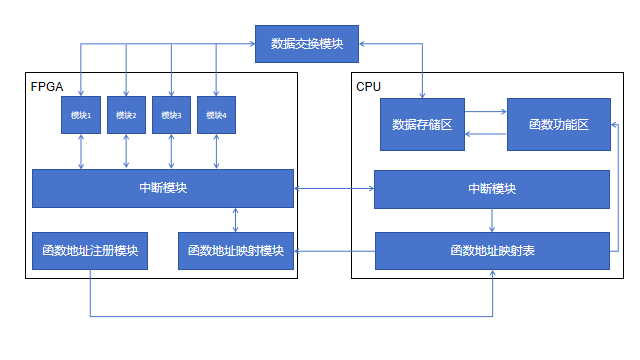 数据交换模块
FPGA
CPU
模块1
模块2
模块3
模块4
数据存储区
函数功能区
中断模块
中断模块
函数地址注册模块
函数地址映射模块
函数地址映射表